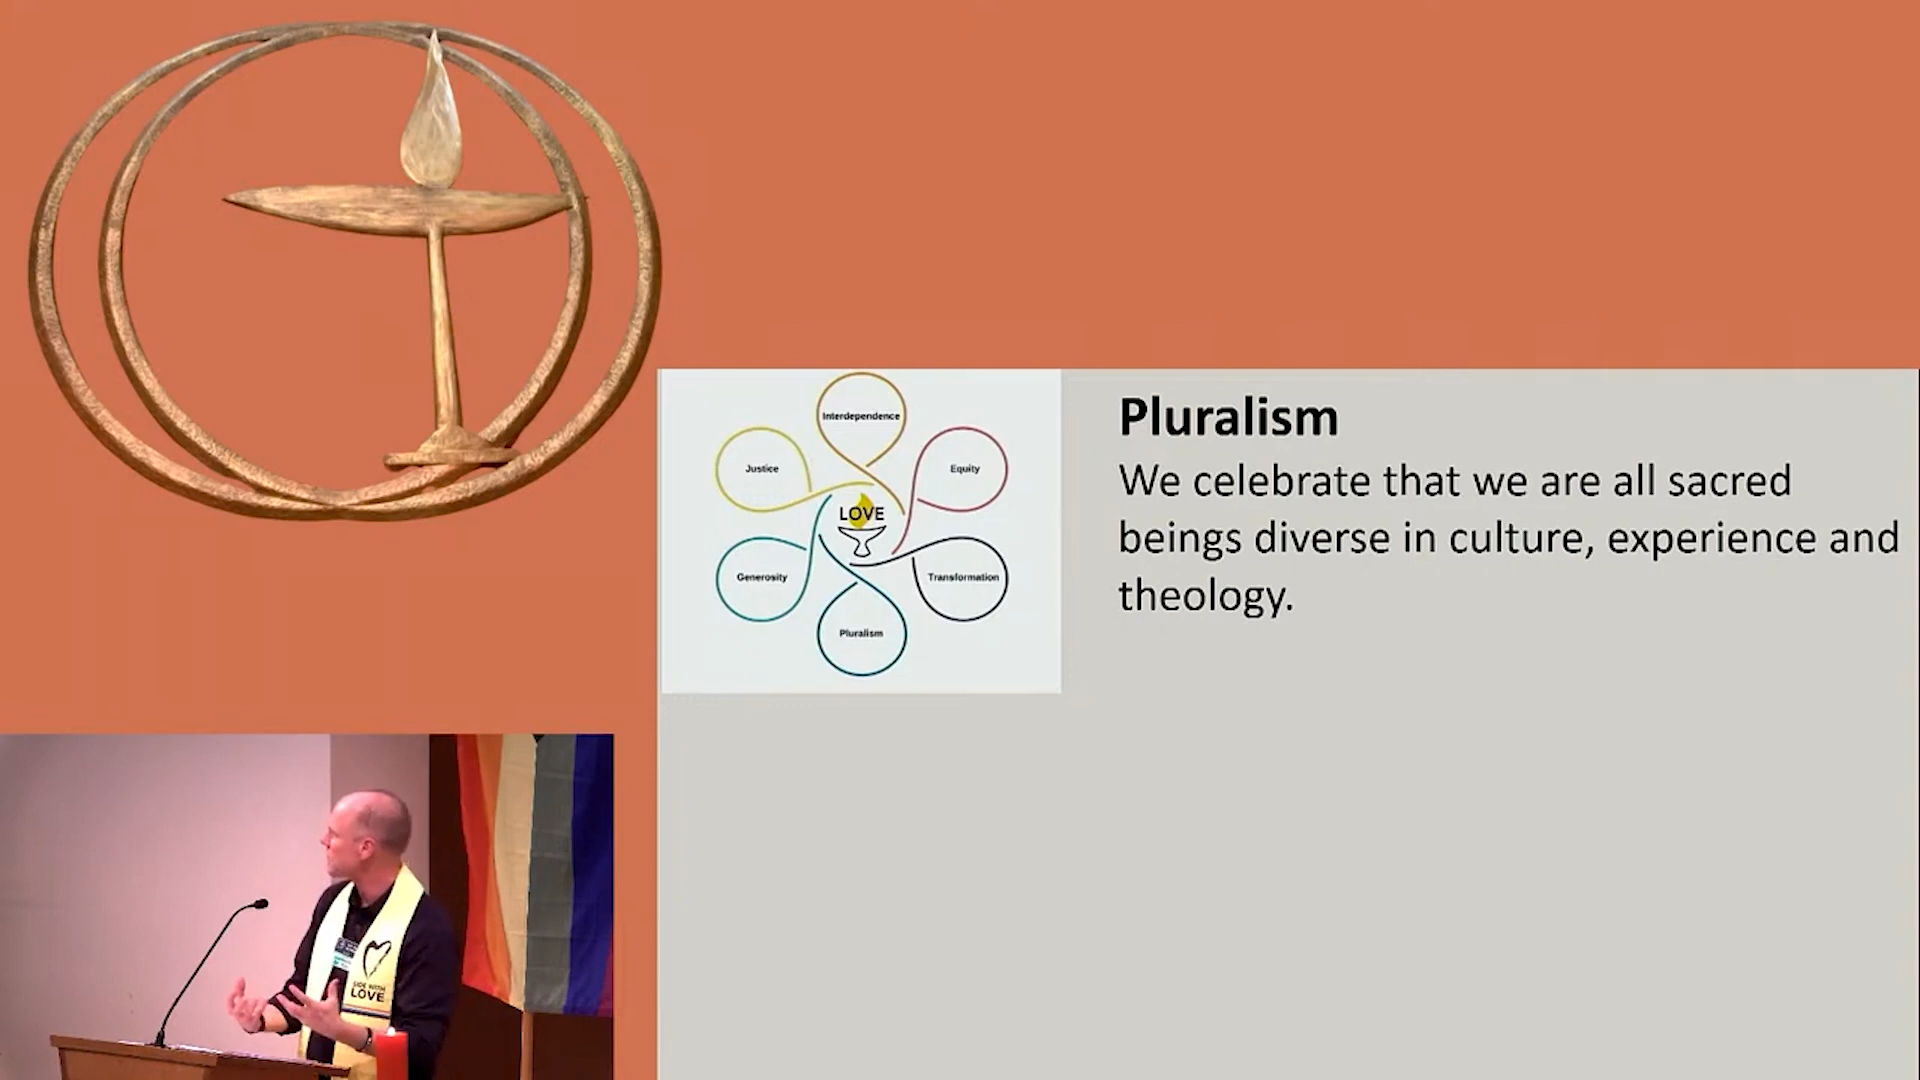 Interdependence
Justice
Equity
LOVE
Generosity
Transformation
Pluralism
Pluralism
We celebrate that we are all sacred
beings diverse in culture, experience and
theology.
SIDE WITH
LOVE